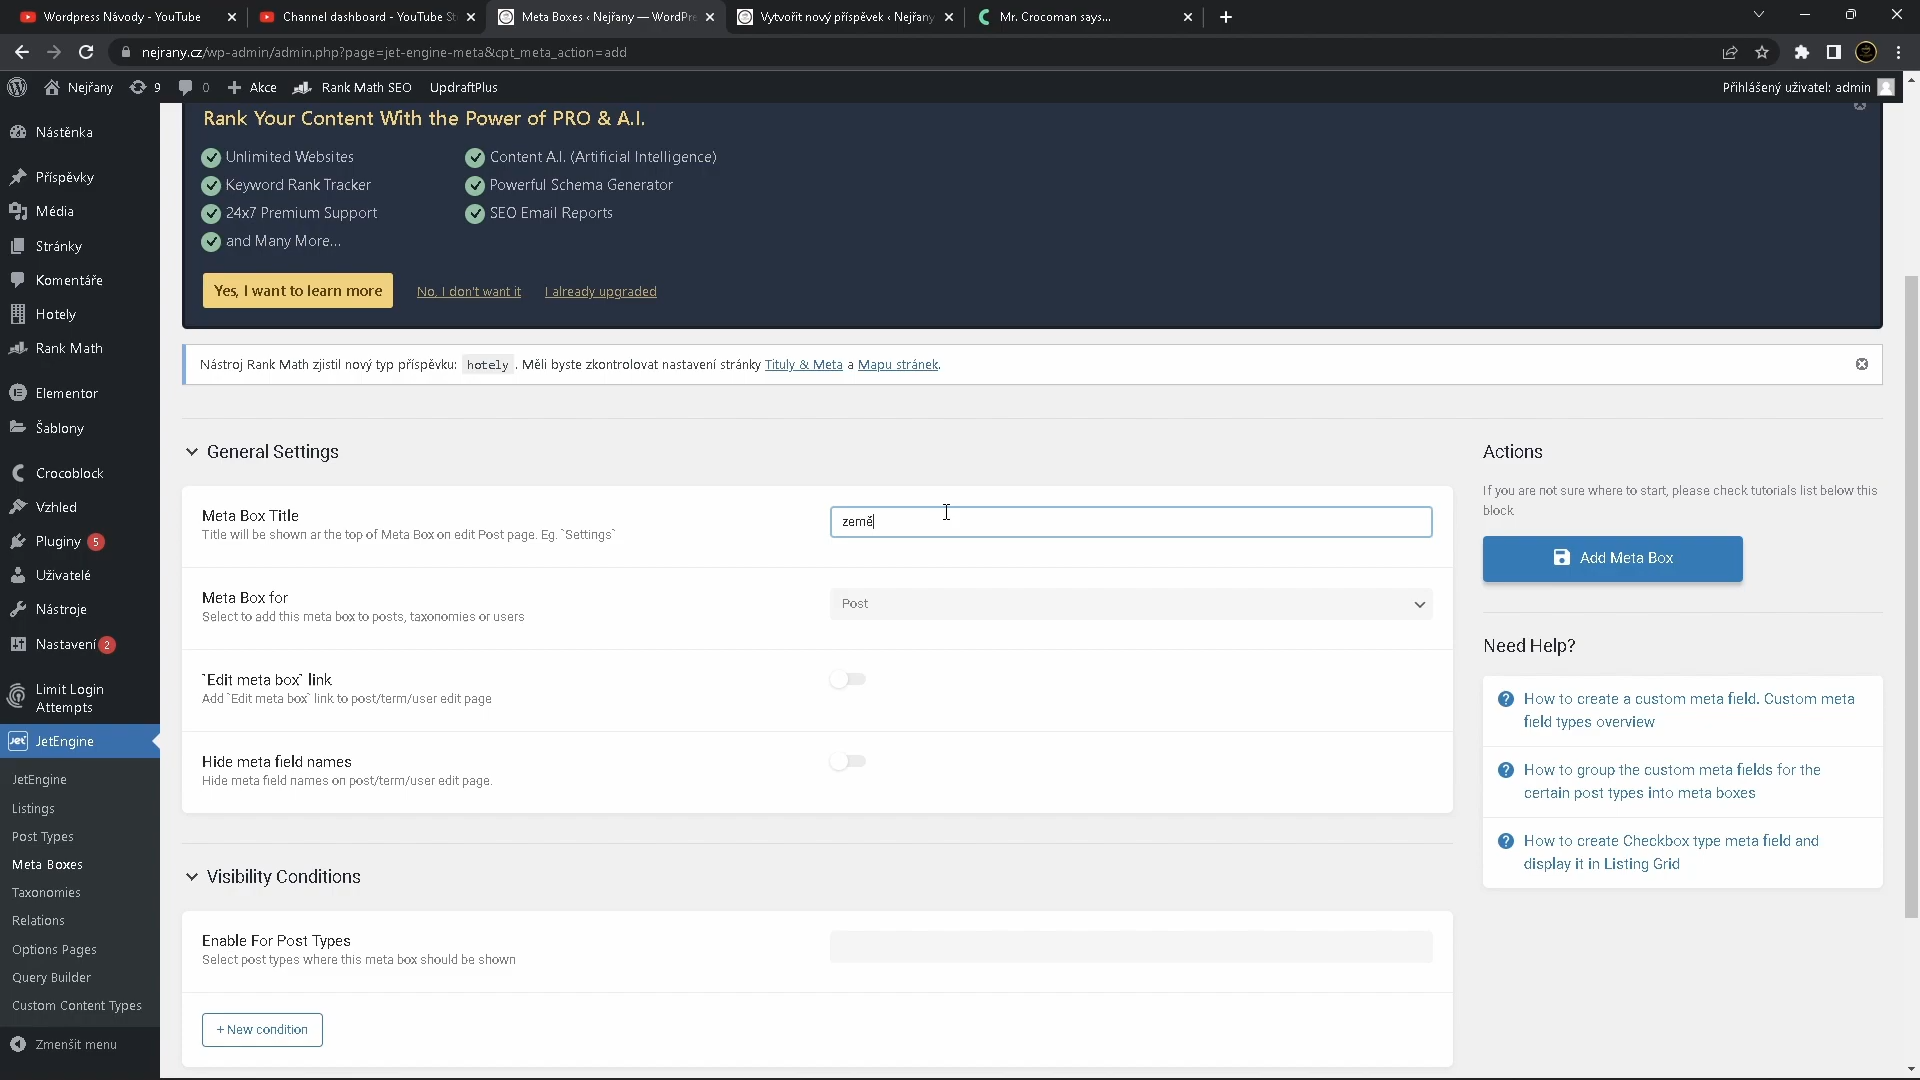 Wordpress Návody - YouTube
Channel dashboard - YouTube St
Meta Boxes ‹ Nejřany — WordPre
Vytvořit nový příspěvek ‹ Nejřany
Mr. Crocoman says...
nejrany.cz/wp-admin/admin.php?page=jet-engine-meta&cpt_meta_action=add
Nejřany
9
0
Akce
Rank Math SEO
UpdraftPlus
Přihlášený uživatel: admin
Nástěnka
Příspěvky
Média
Stránky
Komentáře
Hotely
Rank Math
Elementor
Šablony
Crocoblock
Vzhled
Pluginy 5
Uživatelé
Nástroje
Nastavení 2
Limit Login
Attempts
JetEngine
JetEngine
Listings
Post Types
Meta Boxes
Taxonomies
Relations
Options Pages
Query Builder
Custom Content Types
Zmenšit menu
Rank Your Content With the Power of PRO & A.I.
Unlimited Websites
Content A.I. (Artificial Intelligence)
Keyword Rank Tracker
Powerful Schema Generator
24x7 Premium Support
SEO Email Reports
and Many More...
Yes, I want to learn more
No, I don't want it
I already upgraded
Nástroj Rank Math zjistil nový typ příspěvku: hotely . Měli byste zkontrolovat nastavení stránky Tituly & Meta a Mapu stránek.
General Settings
Meta Box Title
Title will be shown ar the top of Meta Box on edit Post page. Eg. `Settings`
země
Meta Box for
Select to add this meta box to posts, taxonomies or users
Post
`Edit meta box` link
Add `Edit meta box` link to post/term/user edit page
Hide meta field names
Hide meta field names on post/term/user edit page.
Visibility Conditions
Enable For Post Types
Select post types where this meta box should be shown
+ New condition
Actions
If you are not sure where to start, please check tutorials list below this
block
Add Meta Box
Need Help?
How to create a custom meta field. Custom meta
field types overview
How to group the custom meta fields for the
certain post types into meta boxes
How to create Checkbox type meta field and
display it in Listing Grid